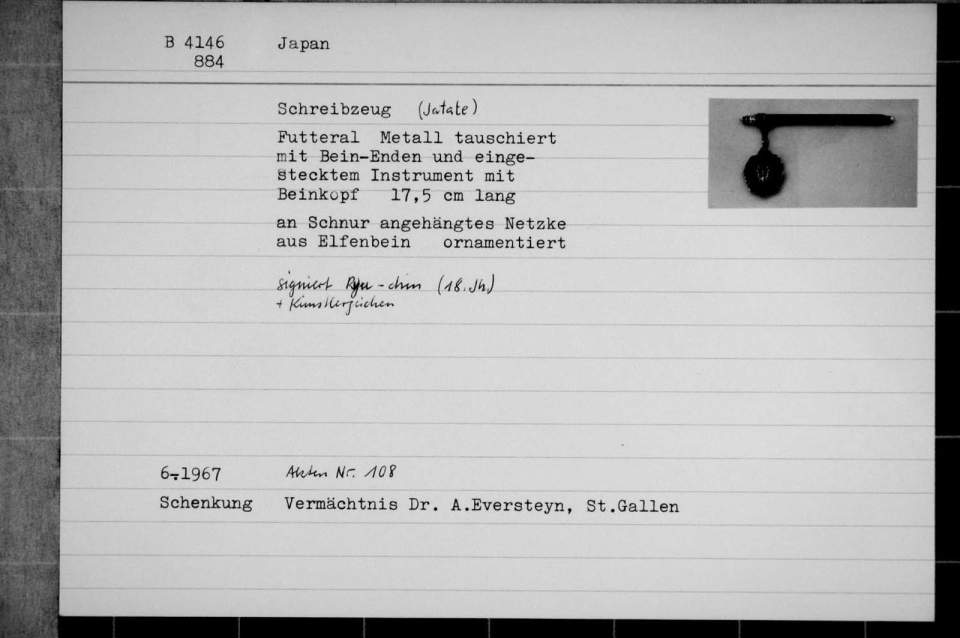 B 4146 Japan
884
Schreibzeug (Jatate)
Futteral Metall tauschiert
mit Bein-Enden und einge-
stecktem Instrument mit
Beinkopf 17,5 cm lang
an Schnur angehängtes Netzke
aus Elfenbein ornamentiert
signiert Ryu-chin (18. Jh.)
+ Künstlerzeichen
6.1967 Akten Nr. 108
Schenkung Vermächtnis Dr. A.Eversteyn, St.Gallen